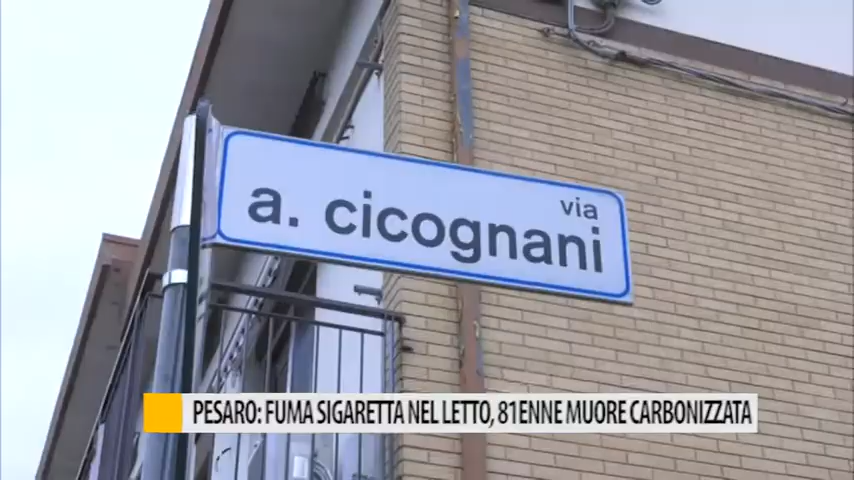 via
a. cicognani
PESARO: FUMA SIGARETTA NEL LETTO, 81ENNE MUORE CARBONIZZATA